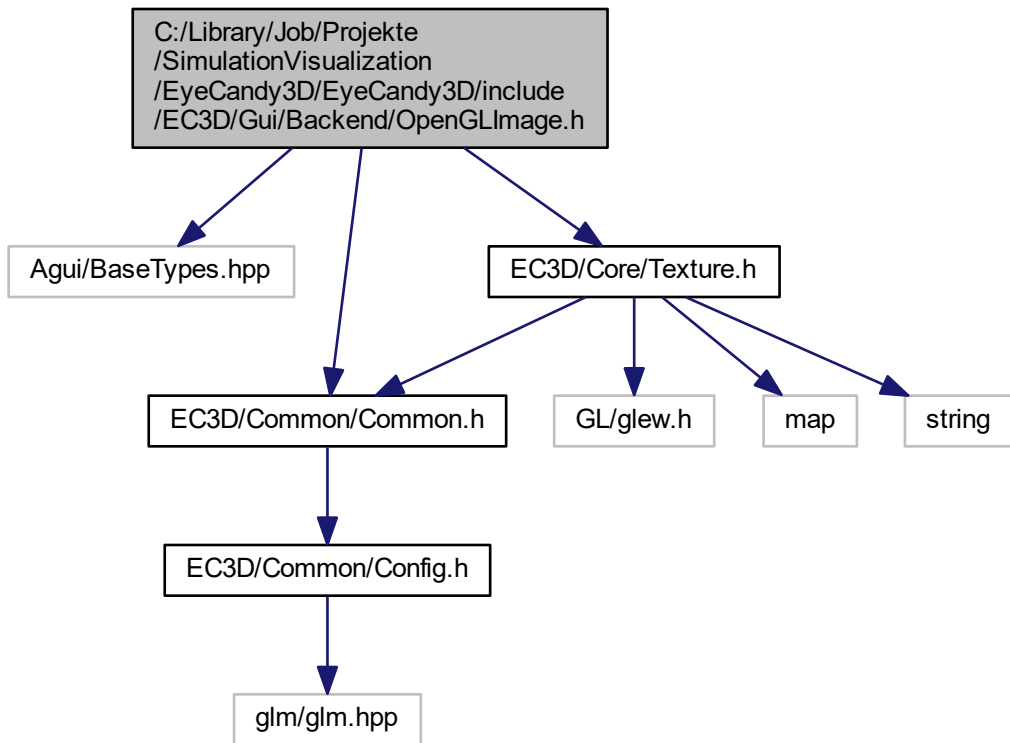 C:/Library/Job/Projekte
/SimulationVisualization
/EyeCandy3D/EyeCandy3D/include
/EC3D/Gui/Backend/OpenGLImage.h
Agui/BaseTypes.hpp
EC3D/Core/Texture.h
EC3D/Common/Common.h
GL/glew.h
map
string
EC3D/Common/Config.h
glm/glm.hpp